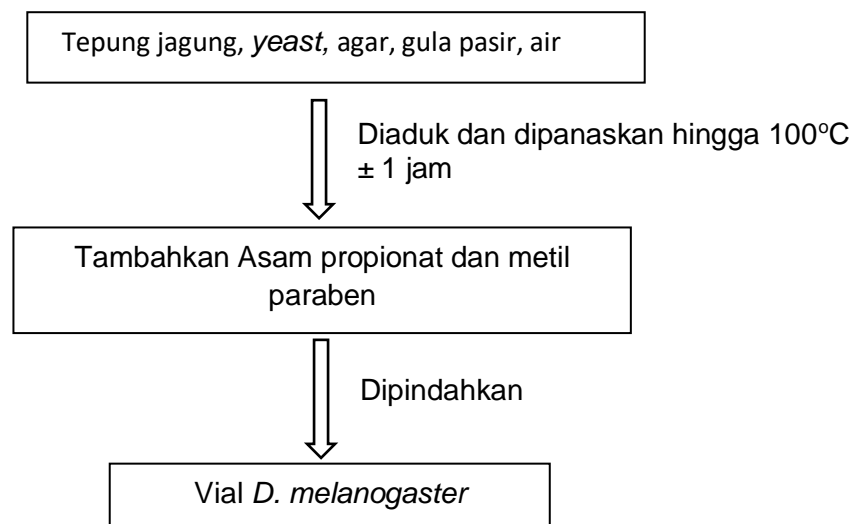 Tepung jagung, yeast, agar, gula pasir, air
Diaduk dan dipanaskan hingga 100°C
± 1 jam
Tambahkan Asam propionat dan metil
paraben
Dipindahkan
Vial D. melanogaster